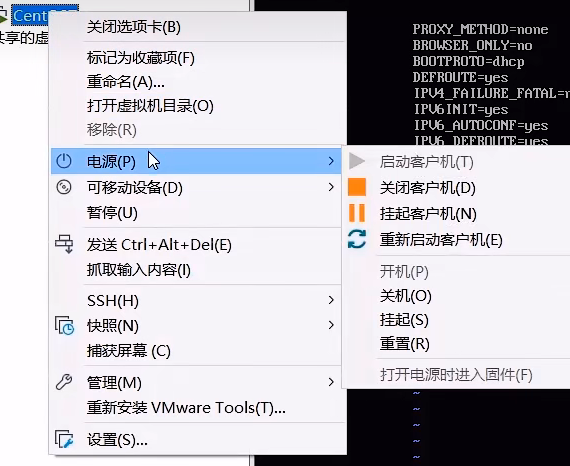 Cent
共享的虚
关闭选项卡(B)
标记为收藏项(F)
重命名(A)...
打开虚拟机目录(O)
移除(R)
电源(P)
可移动设备(D)
暂停(U)
发送 Ctrl+Alt+Del(E)
抓取输入内容(I)
SSH(H)
快照(N)
捕获屏幕 (C)
管理(M)
重新安装 VMware Tools(T)...
设置(S)...
启动客户机(T)
关闭客户机(D)
挂起客户机(N)
重新启动客户机(E)
开机(P)
关机(O)
挂起(S)
重置(R)
打开电源时进入固件(F)
PROXY_METHOD=none
BROWSER_ONLY=no
BOOTPROTO=dhcp
DEFROUTE=yes
IPV4_FAILURE_FATAL=n
IPV6INIT=yes
IPV6_AUTOCONF=yes
IPV6_DEFROUTE=yes
~
~
~
~